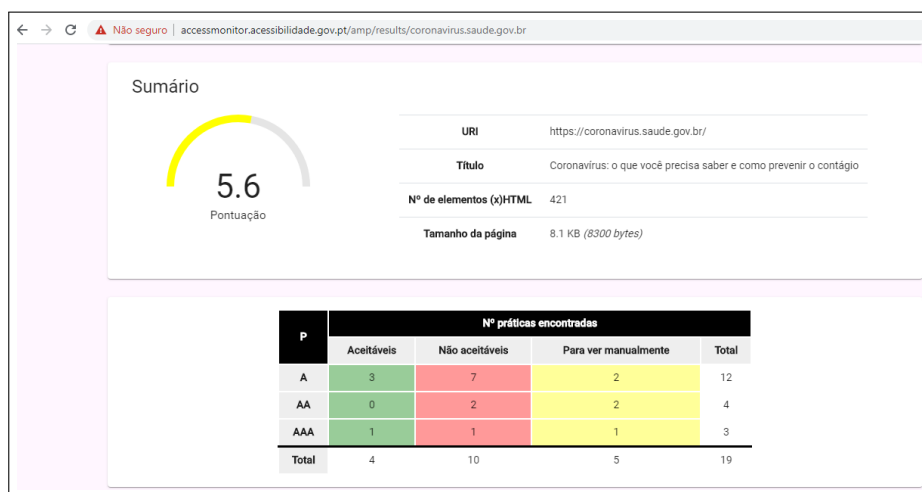 Não seguro | accessmonitor.acessibilidade.gov.pt/amp/results/coronavirus.saude.gov.br
Sumário
5.6
Pontuação
URI https://coronavirus.saude.gov.br/
Título Coronavírus: o que você precisa saber e como prevenir o contágio
Nº de elementos (x)HTML 421
Tamanho da página 8.1 KB (8300 bytes)
P Nº práticas encontradas
Aceitáveis Não aceitáveis Para ver manualmente Total
A 3 7 2 12
AA 0 2 2 4
AAA 1 1 1 3
Total 4 10 5 19